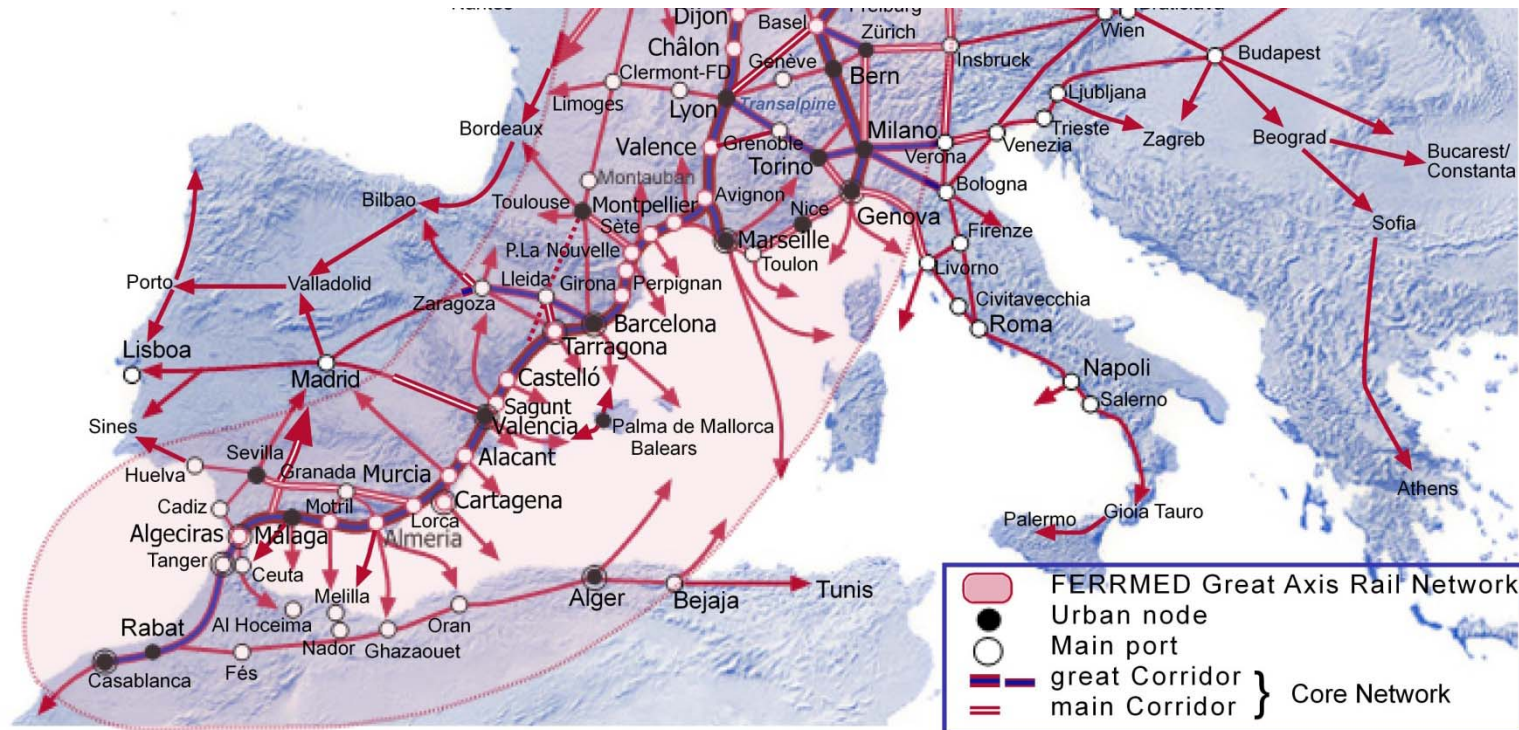 Nantes
Dijon
Basel
Freiburg
Zürich
Wien
Bratislava
Châlon
Genève
Bern
Insbruck
Budapest
Clermont-FD
Limoges
Lyon
Transalpine
Ljubljana
Bordeaux
Valence
Grenoble
Milano
Verona
Venezia
Trieste
Zagreb
Beograd
Bucarest/
Constanta
Torino
Montauban
Bilbao
Toulouse
Montpellier
Avignon
Bologna
Sète
Nice
Genova
Sofia
P.La Nouvelle
Marseille
Toulon
Firenze
Livorno
Porto
Valladolid
Zaragoza
Lleida
Girona
Perpignan
Civitavecchia
Roma
Barcelona
Tarragona
Lisboa
Madrid
Castelló
Napoli
Salerno
Sagunt
Valencia
Palma de Mallorca
Balears
Sines
Sevilla
Alacant
Huelva
Granada
Murcia
Cartagena
Athens
Cadiz
Motril
Lorca
Gioia Tauro
Palermo
Algeciras
Málaga
Almeria
Tanger
Ceuta
Melilla
Alger
Bejaja
Tunis
Rabat
Al Hoceima
Nador
Ghazaouet
Oran
Fés
Casablanca
FERRMED Great Axis Rail Network
Urban node
Main port
great Corridor
main Corridor
} Core Network